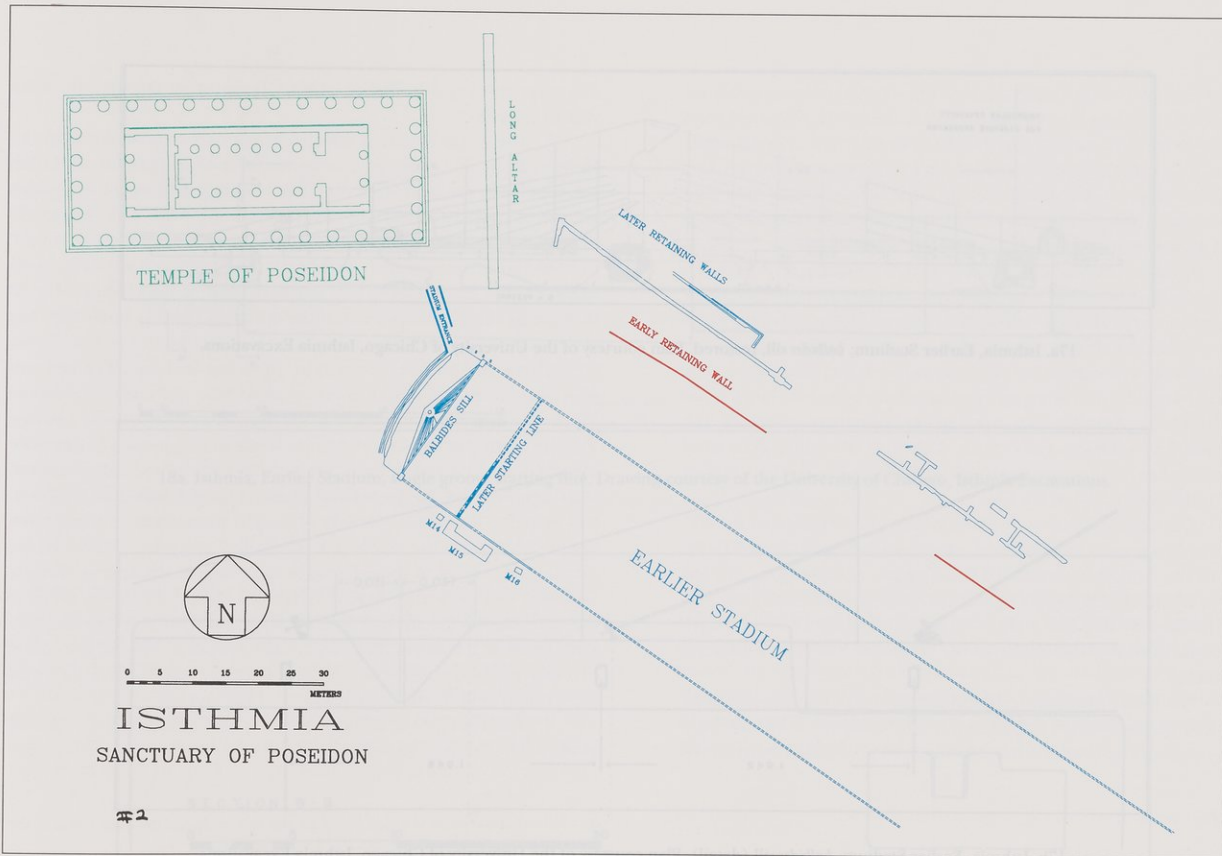 LONG ALTAR
TEMPLE OF POSEIDON
LATER RETAINING WALLS
STADIUM ENTRANCE
EARLY RETAINING WALL
BALBIDES SILL
LATER STARTING LINE
M14
M15
M16
EARLIER STADIUM
N
0 5 10 15 20 25 30
METERS
ISTHMIA
SANCTUARY OF POSEIDON
#2